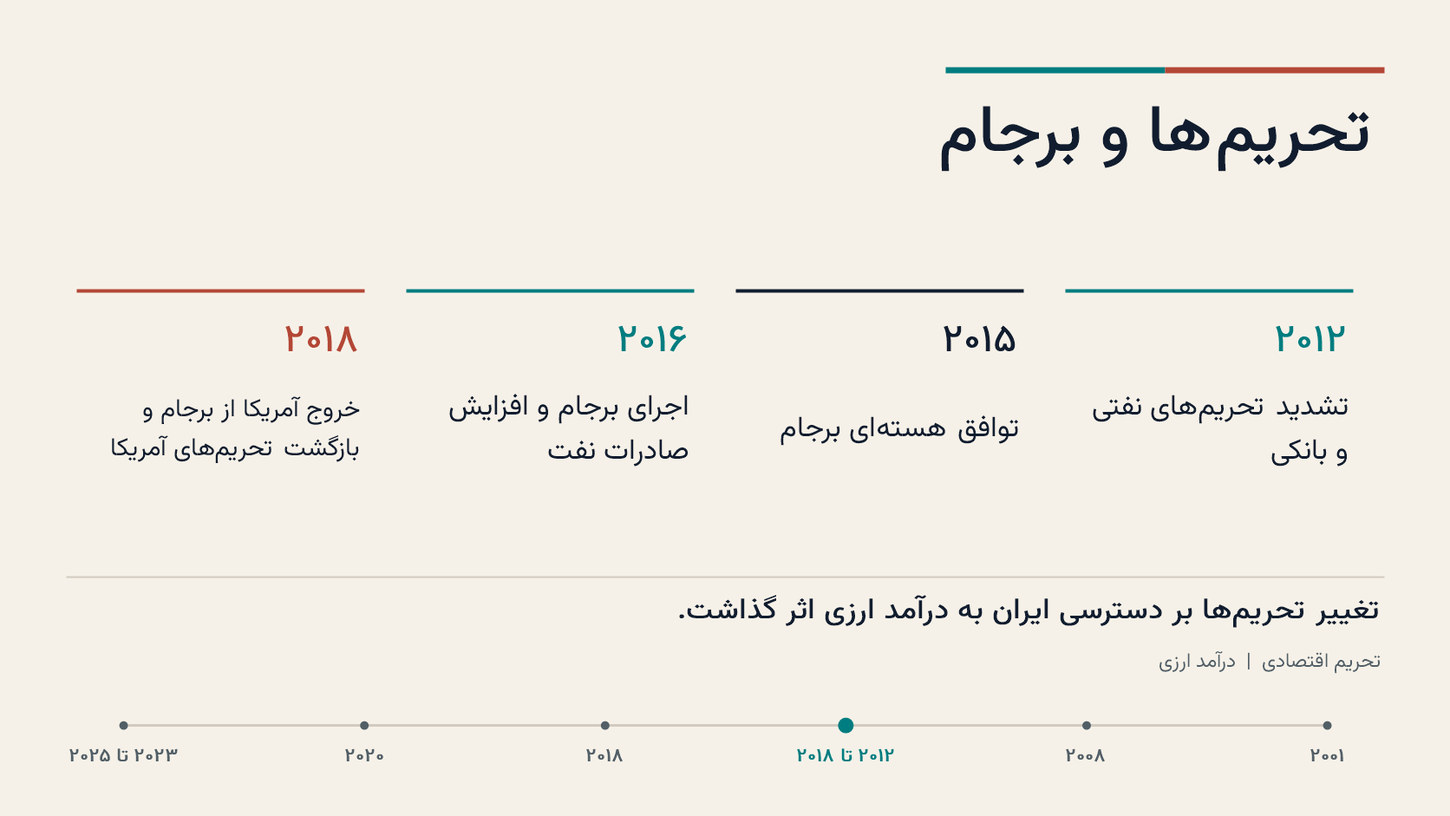 تحریم‌ها و برجام
۲۰۱۲
تشدید تحریم‌های نفتی
و بانکی
۲۰۱۵
توافق هسته‌ای برجام
۲۰۱۶
اجرای برجام و افزایش
صادرات نفت
۲۰۱۸
خروج آمریکا از برجام و
بازگشت تحریم‌های آمریکا
تغییر تحریم‌ها بر دسترسی ایران به درآمد ارزی اثر گذاشت.
تحریم اقتصادی | درآمد ارزی
۲۰۰۱
۲۰۰۸
۲۰۱۲ تا ۲۰۱۸
۲۰۱۸
۲۰۲۰
۲۰۲۳ تا ۲۰۲۵